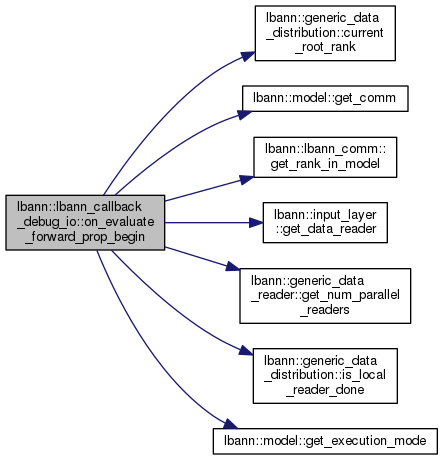 lbann::generic_data
_distribution::current
_root_rank
lbann::model::get_comm
lbann::lbann_comm::
get_rank_in_model
lbann::lbann_callback
_debug_io::on_evaluate
_forward_prop_begin
lbann::input_layer
::get_data_reader
lbann::generic_data
_reader::get_num_parallel
_readers
lbann::generic_data
_distribution::is_local
_reader_done
lbann::model::get_execution_mode